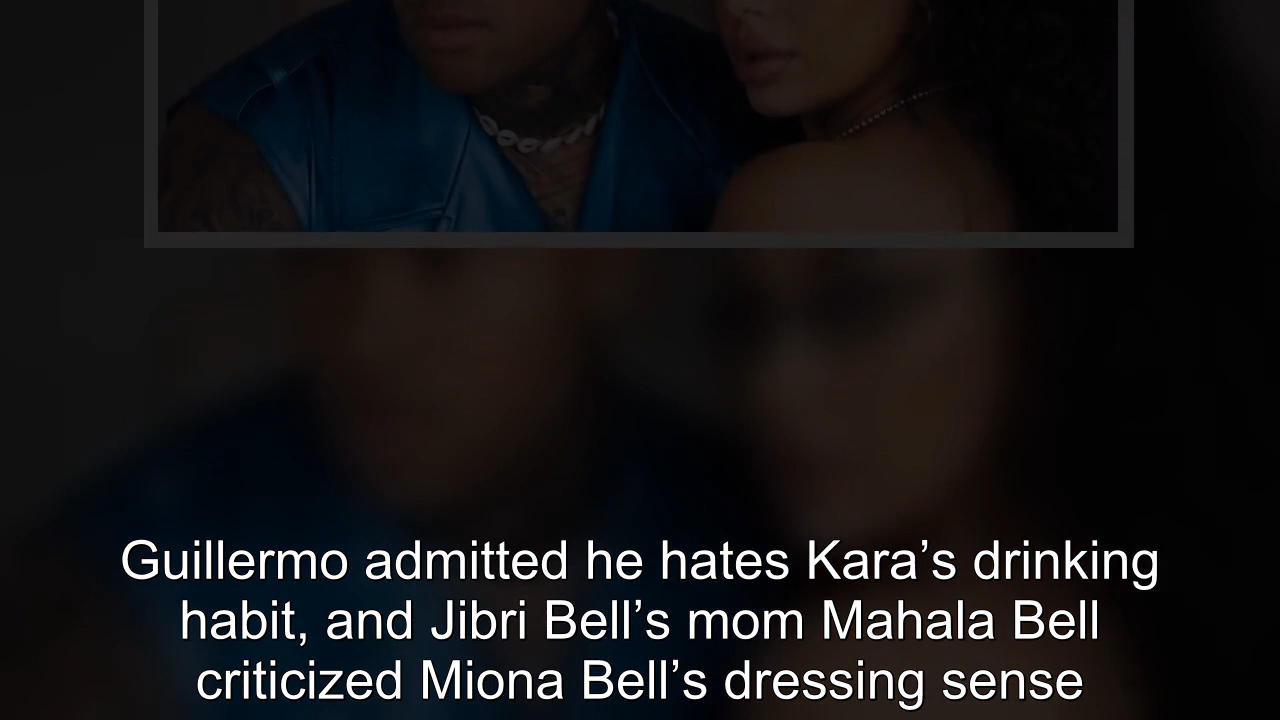 Guillermo admitted he hates Kara’s drinking
habit, and Jibri Bell’s mom Mahala Bell
criticized Miona Bell’s dressing sense